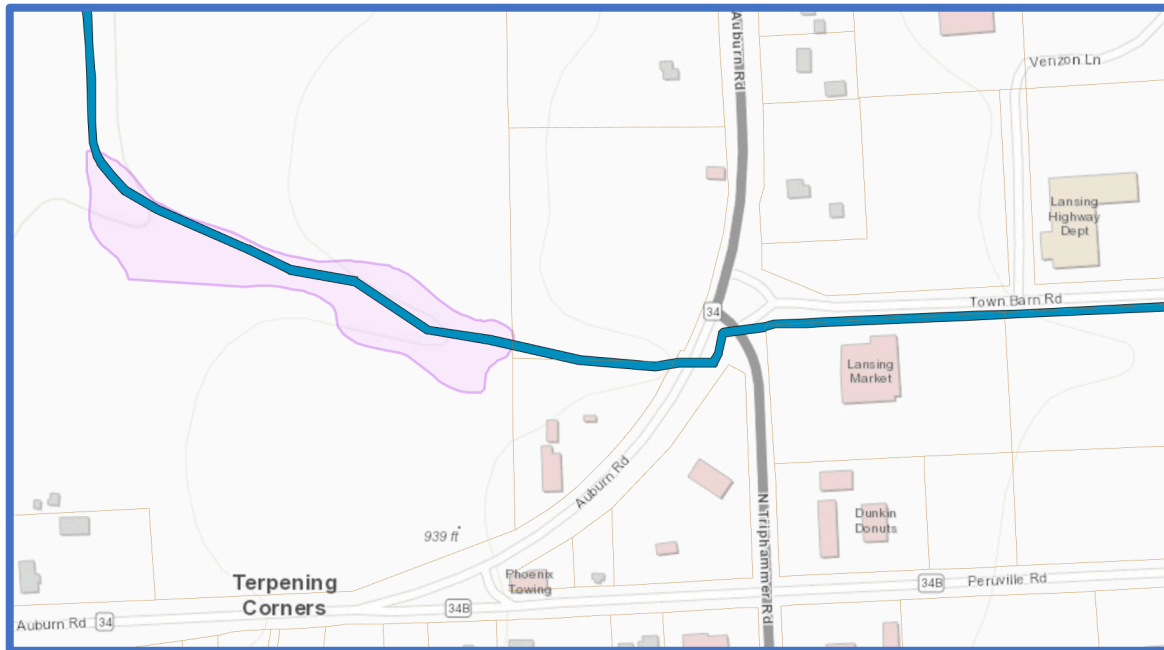 Auburn Rd
Verizon Ln
Lansing
Highway
Dept
34
Town Barn Rd
Lansing
Market
Auburn Rd
N Triphammer Rd
Dunkin
Donuts
939 ft
Phoenix
Towing
Terpening
Corners
34B
Peruville Rd
34B
Auburn Rd
34